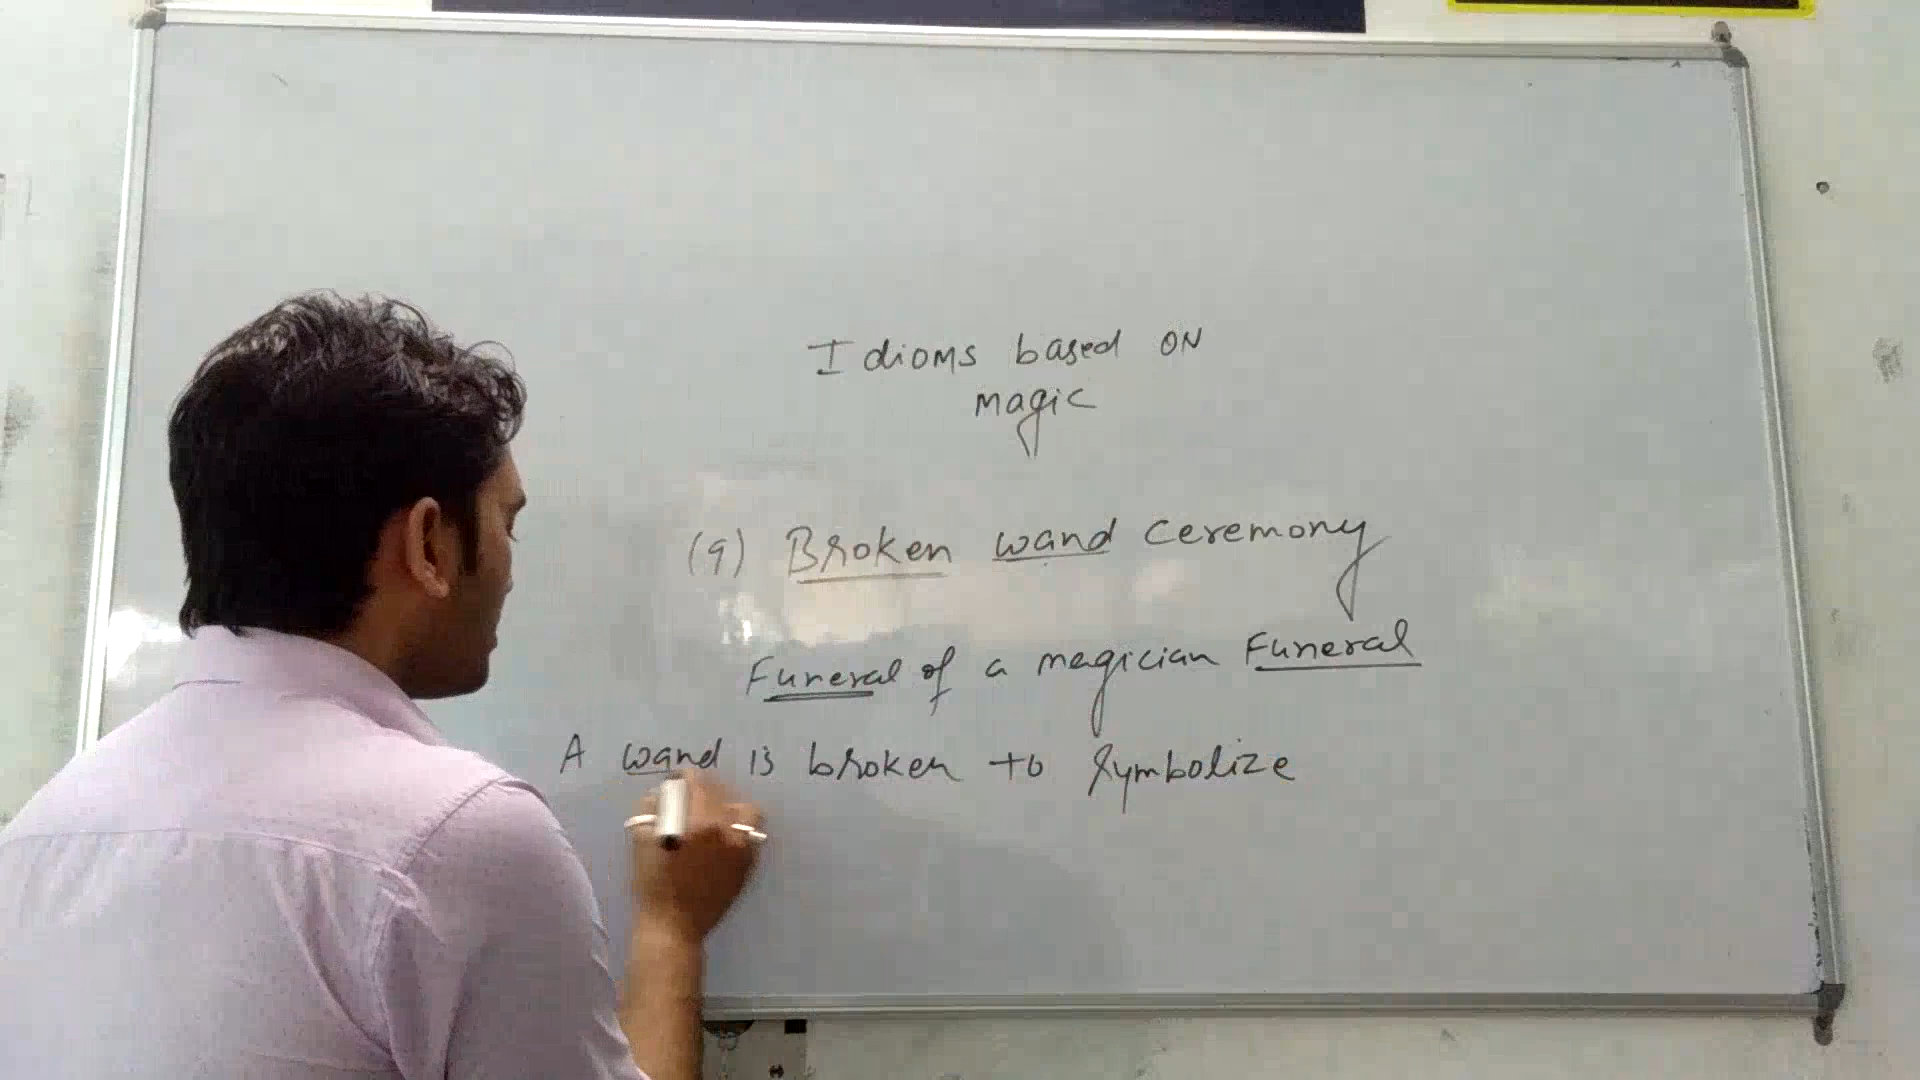 Idioms based ON
magic
(9) Broken wand ceremony
Funeral of a magician Funeral
A wand is broken to symbolize